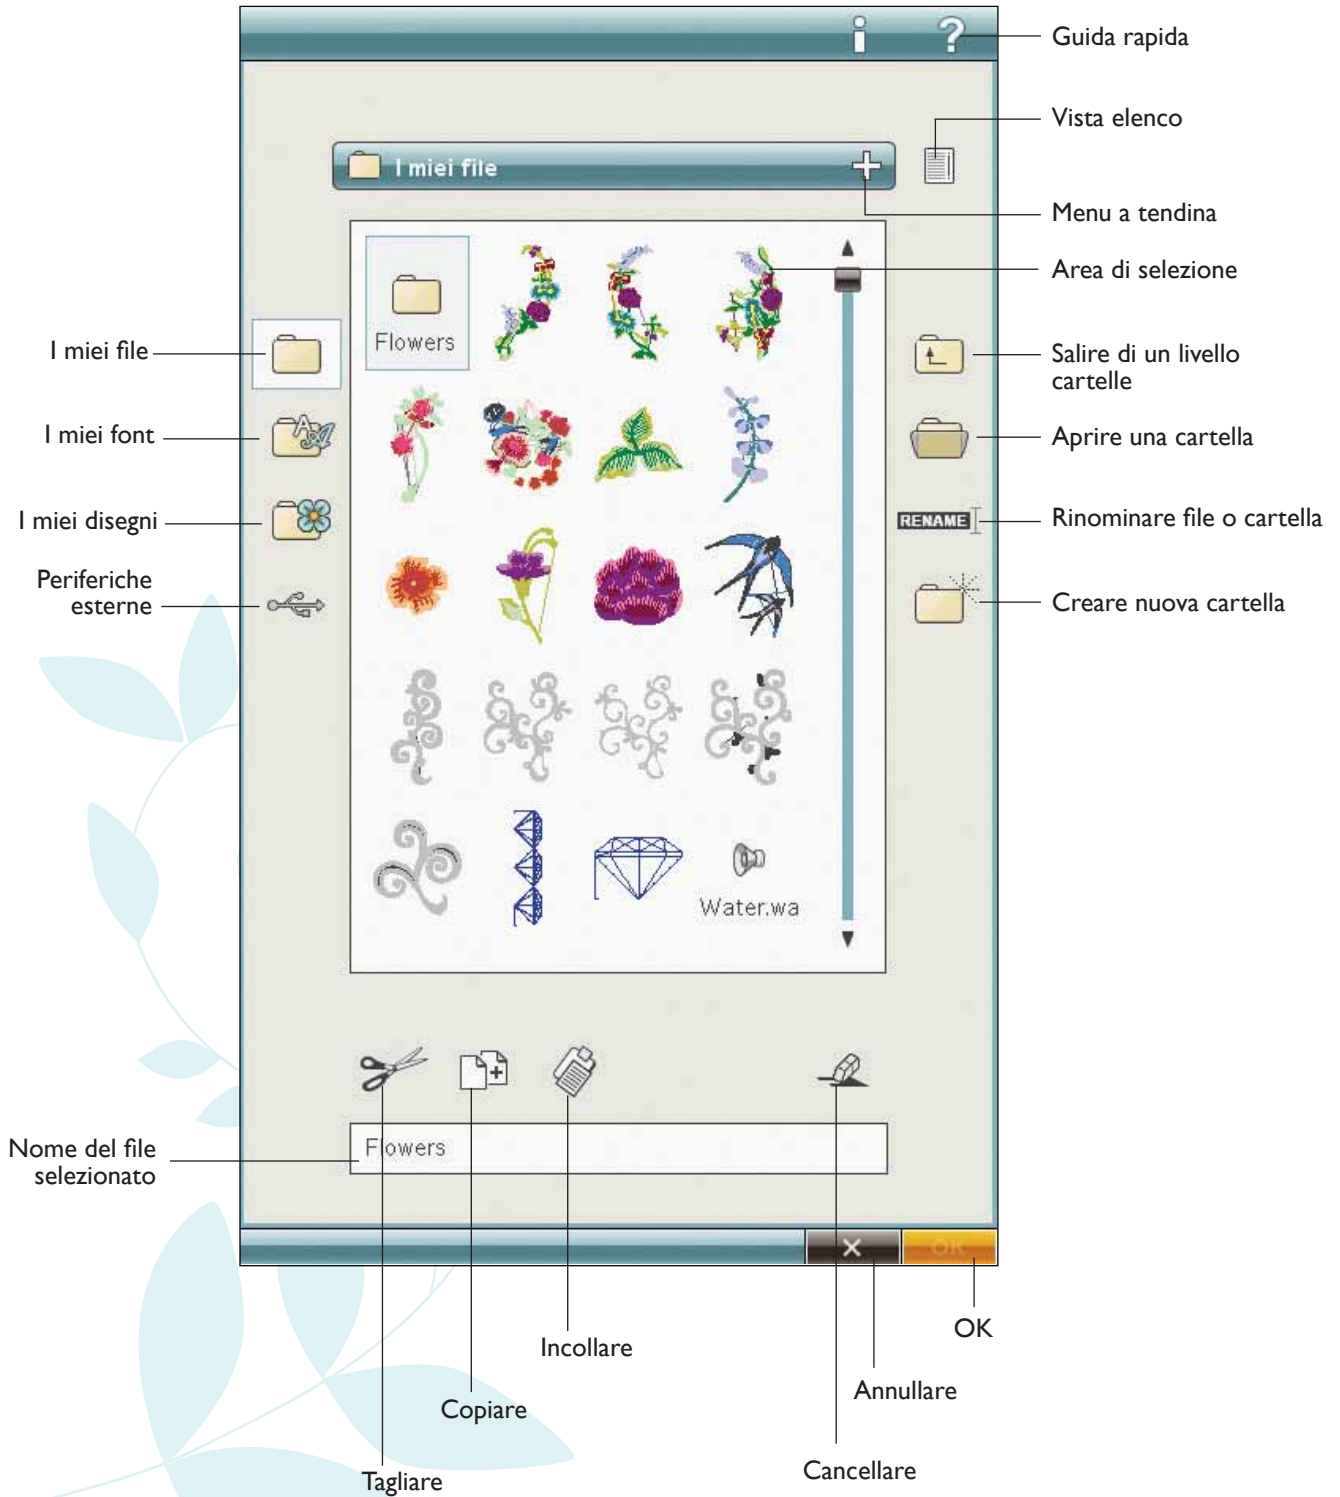 Guida rapida
Vista elenco
I miei file
Menu a tendina
Area di selezione
Flowers
I miei file
Salire di un livello
cartelle
I miei font
Aprire una cartella
I miei disegni
RENAME
Rinominare file o cartella
Periferiche
esterne
Creare nuova cartella
Water.wa
Nome del file
selezionato
Flowers
OK
OK
Incollare
Annullare
Copiare
Cancellare
Tagliare